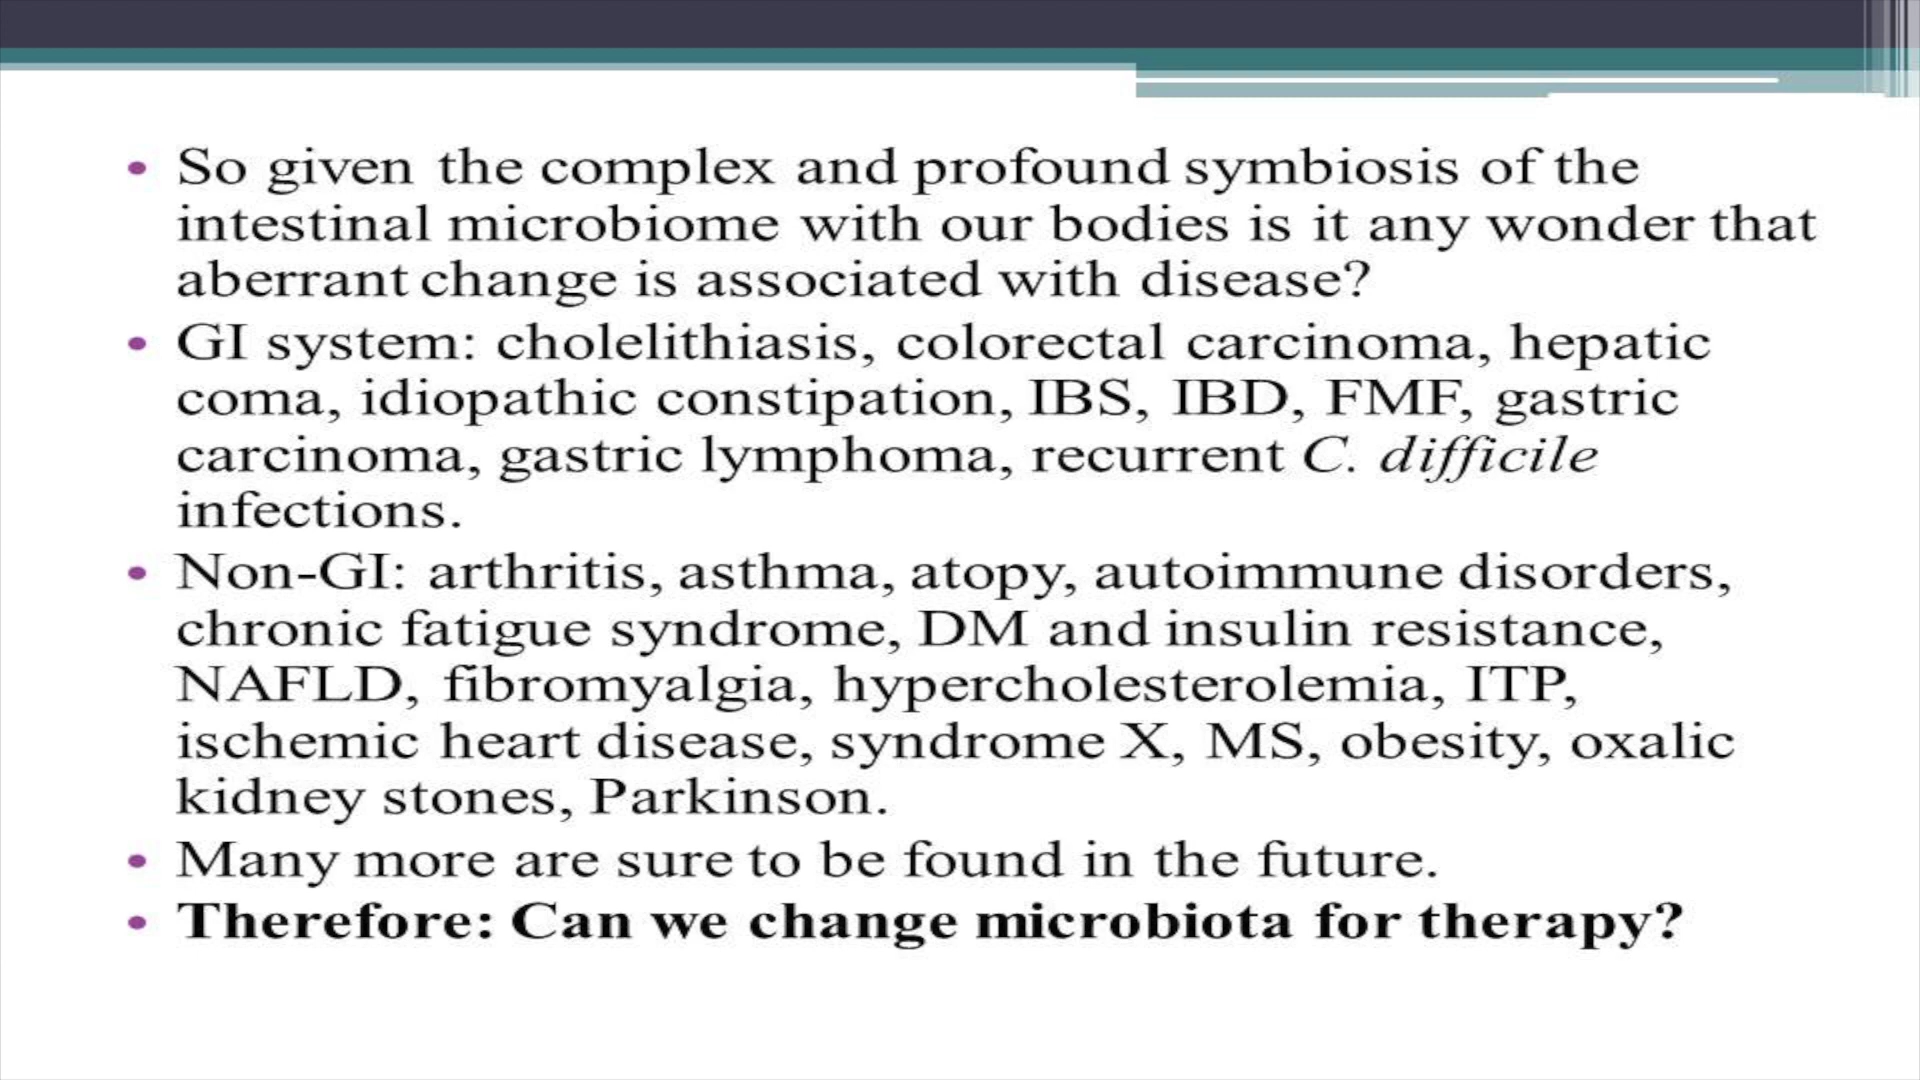 • So given the complex and profound symbiosis of the
intestinal microbiome with our bodies is it any wonder that
aberrant change is associated with disease?
• GI system: cholelithiasis, colorectal carcinoma, hepatic
coma, idiopathic constipation, IBS, IBD, FMF, gastric
carcinoma, gastric lymphoma, recurrent C. difficile
infections.
• Non-GI: arthritis, asthma, atopy, autoimmune disorders,
chronic fatigue syndrome, DM and insulin resistance,
NAFLD, fibromyalgia, hypercholesterolemia, ITP,
ischemic heart disease, syndrome X, MS, obesity, oxalic
kidney stones, Parkinson.
• Many more are sure to be found in the future.
• Therefore: Can we change microbiota for therapy?